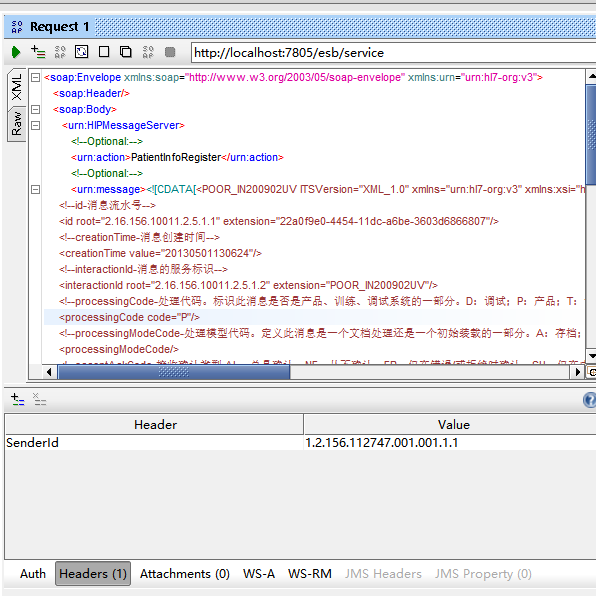 SO AP Request 1
SO AP
SO AP
http://localhost:7805/esb/service
XML
Raw
<soap:Envelope xmlns:soap="http://www.w3.org/2003/05/soap-envelope" xmlns:urn="urn:hl7-org:v3">
<soap:Header/>
<soap:Body>
<urn:HIPMessageServer>
<!--Optional:-->
<urn:action>PatientInfoRegister</urn:action>
<!--Optional:-->
<urn:message><![CDATA[<POOR_IN200902UV ITSVersion="XML_1.0" xmlns="urn:hl7-org:v3" xmlns:xsi="h
<!--id-消息流水号-->
<id root="2.16.156.10011.2.5.1.1" extension="22a0f9e0-4454-11dc-a6be-3603d6866807"/>
<!--creationTime-消息创建时间-->
<creationTime value="20130501130624"/>
<!--interactionId-消息的服务标识-->
<interactionId root="2.16.156.10011.2.5.1.2" extension="POOR_IN200902UV"/>
<!--processingCode-处理代码。标识此消息是否是产品、训练、调试系统的一部分。D：调试；P：产品；T：
<processingCode code="P"/>
<!--processingModeCode-处理模型代码。定义此消息是一个文档处理还是一个初始装载的一部分。A：存档；
<processingModeCode/>
Header Value
SenderId 1.2.156.112747.001.001.1.1
Auth Headers (1) Attachments (0) WS-A WS-RM JMS Headers JMS Property (0)